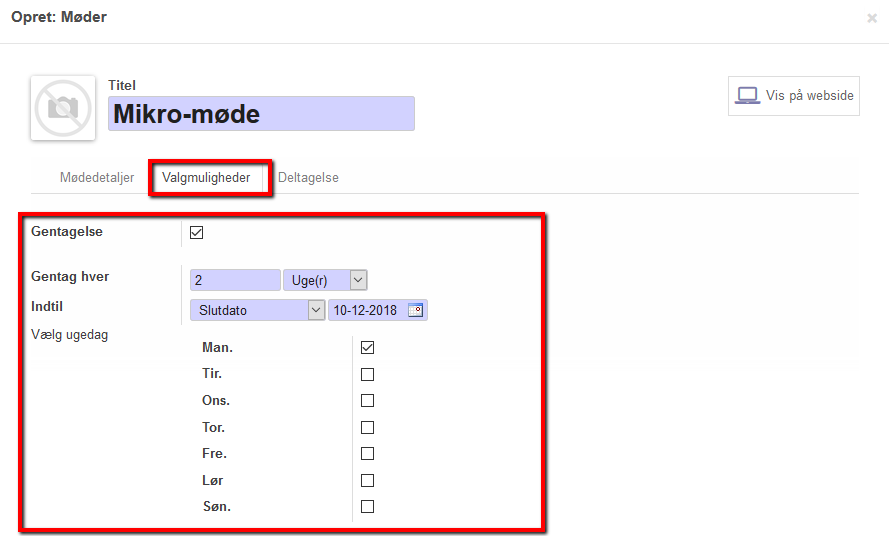 Opret: Møder
Titel
Mikro-møde
Vis på webside
Mødedetaljer Valgmuligheder Deltagelse
Gentagelse
Gentag hver 2 Uge(r)
Indtil Slutdato 10-12-2018
Vælg ugedag
Man.
Tir.
Ons.
Tor.
Fre.
Lør
Søn.